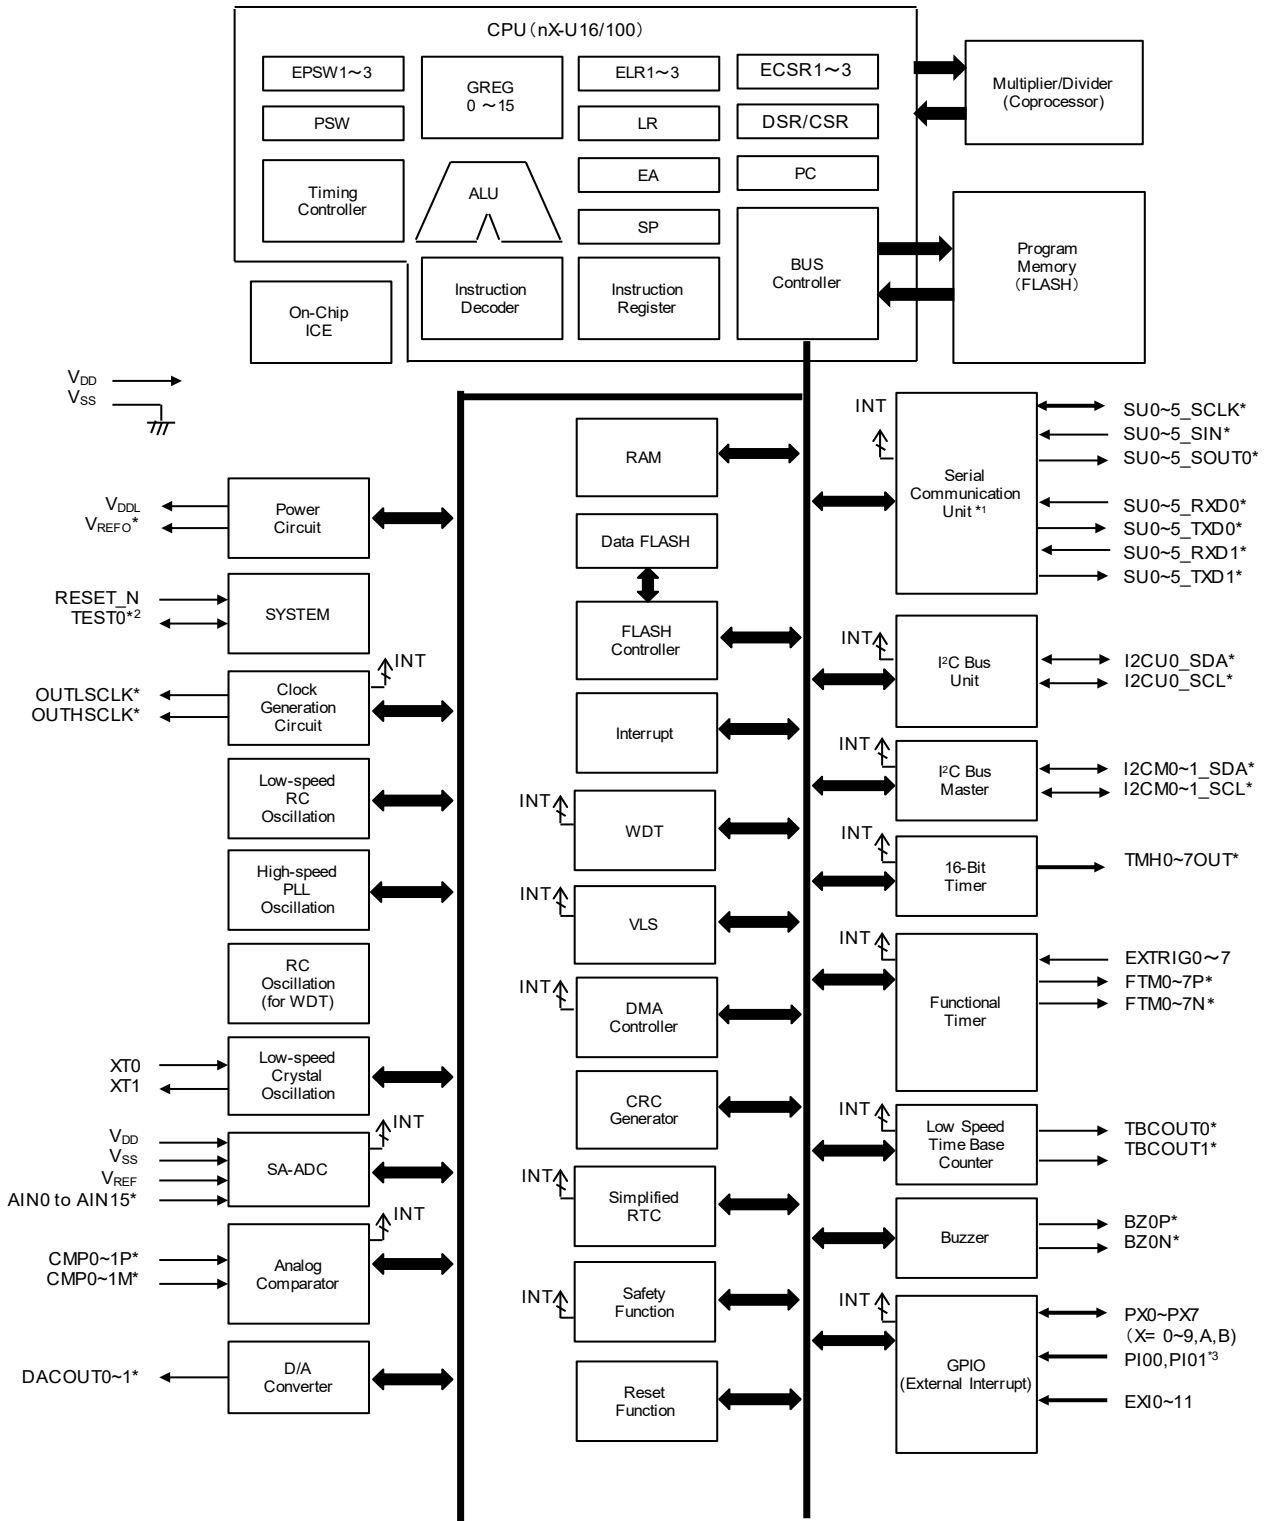 CPU（nX-U16/100）
EPSW1～3
GREG
0 ～15
ELR1～3
ECSR1～3
Multiplier/Divider
(Coprocessor)
PSW
LR
DSR/CSR
Timing
Controller
ALU
EA
PC
SP
BUS
Controller
Program
Memory
（FLASH）
On-Chip
ICE
Instruction
Decoder
Instruction
Register
VDD
VSS
VDDL
VREFO*
Power
Circuit
RESET_N
TEST0*2
SYSTEM
OUTLSCLK*
OUTHSCLK*
Clock
Generation
Circuit
INT
Low-speed
RC
Oscillation
High-speed
PLL
Oscillation
RC
Oscillation
(for WDT)
XT0
XT1
Low-speed
Crystal
Oscillation
VDD
VSS
VREF
AIN0 to AIN15*
SA-ADC
INT
CMP0~1P*
CMP0~1M*
Analog
Comparator
INT
DACOUT0~1*
D/A
Converter
RAM
Data FLASH
FLASH
Controller
Interrupt
INT
WDT
INT
VLS
INT
DMA
Controller
CRC
Generator
INT
Simplified
RTC
INT
Safety
Function
Reset
Function
INT
Serial
Communication
Unit *1
SU0~5_SCLK*
SU0~5_SIN*
SU0~5_SOUT0*
SU0~5_RXD0*
SU0~5_TXD0*
SU0~5_RXD1*
SU0~5_TXD1*
INT
I2C Bus
Unit
I2CU0_SDA*
I2CU0_SCL*
INT
I2C Bus
Master
I2CM0~1_SDA*
I2CM0~1_SCL*
INT
16-Bit
Timer
TMH0~7OUT*
INT
Functional
Timer
EXTRIG0～7
FTM0~7P*
FTM0~7N*
INT
Low Speed
Time Base
Counter
TBCOUT0*
TBCOUT1*
Buzzer
BZ0P*
BZ0N*
INT
GPIO
(External Interrupt)
PX0~PX7
（X= 0~9,A,B)
PI00,PI01*3
EXI0~11